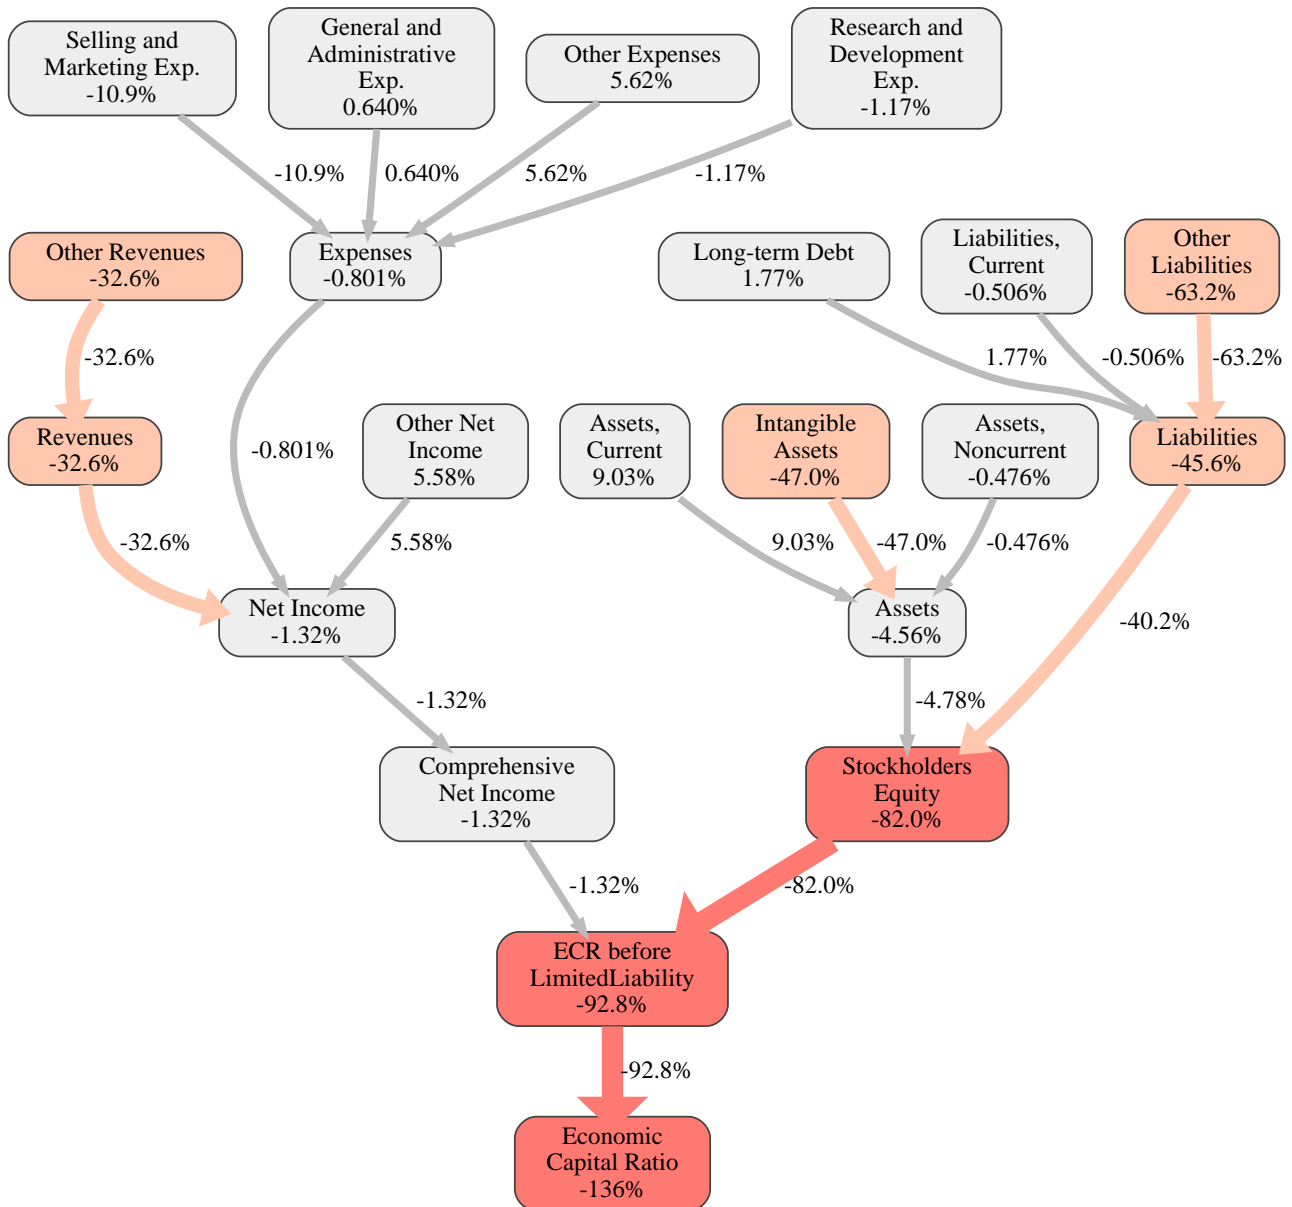 Selling and
Marketing Exp.
-10.9%
General and
Administrative
Exp.
0.640%
Other Expenses
5.62%
Research and
Development
Exp.
-1.17%
-10.9%
0.640%
5.62%
-1.17%
Other Revenues
-32.6%
Expenses
-0.801%
Long-term Debt
1.77%
Liabilities,
Current
-0.506%
Other
Liabilities
-63.2%
-32.6%
1.77%
-0.506%
-63.2%
Revenues
-32.6%
-0.801%
Other Net
Income
5.58%
Assets,
Current
9.03%
Intangible
Assets
-47.0%
Assets,
Noncurrent
-0.476%
Liabilities
-45.6%
-32.6%
5.58%
9.03%
-47.0%
-0.476%
Net Income
-1.32%
Assets
-4.56%
-40.2%
-1.32%
-4.78%
Comprehensive
Net Income
-1.32%
Stockholders
Equity
-82.0%
-1.32%
-82.0%
ECR before
LimitedLiability
-92.8%
-92.8%
Economic
Capital Ratio
-136%